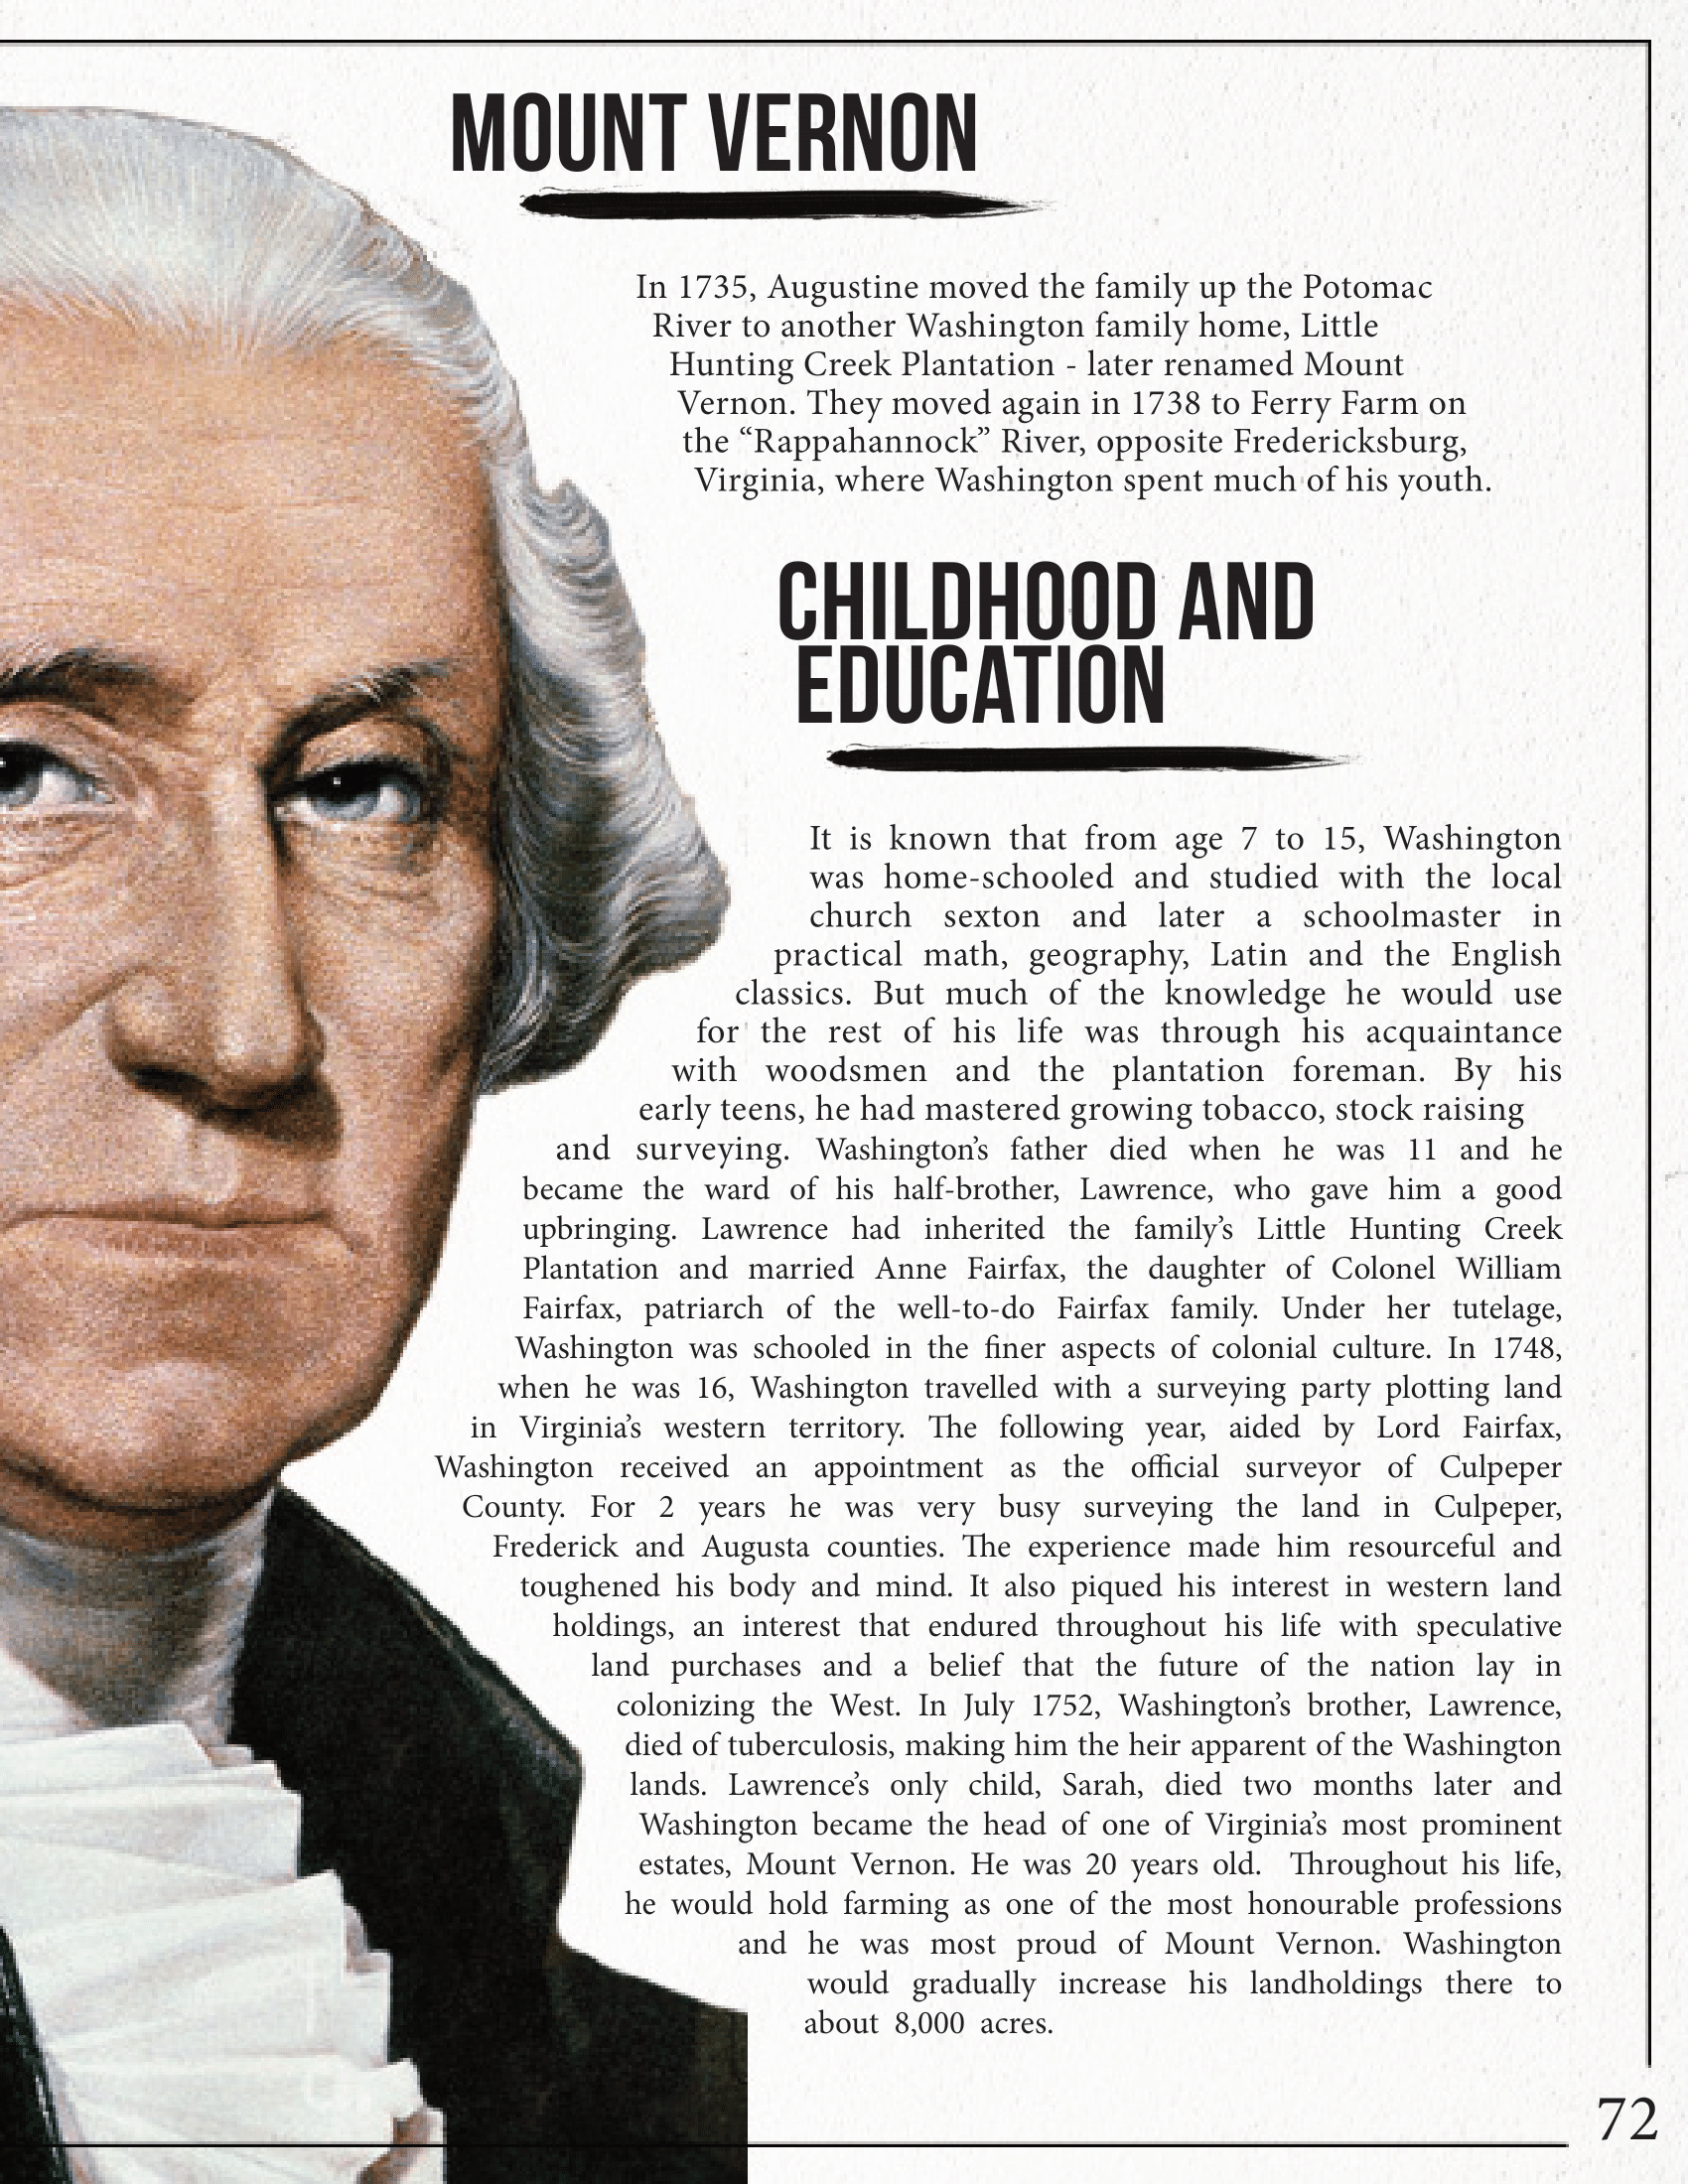 MOUNT VERNON
In 1735, Augustine moved the family up the Potomac
River to another Washington family home, Little
Hunting Creek Plantation - later renamed Mount
Vernon. They moved again in 1738 to Ferry Farm on
the “Rappahannock” River, opposite Fredericksburg,
Virginia, where Washington spent much of his youth.
CHILDHOOD AND
EDUCATION
It is known that from age 7 to 15, Washington
was home-schooled and studied with the local
church sexton and later a schoolmaster in
practical math, geography, Latin and the English
classics. But much of the knowledge he would use
for the rest of his life was through his acquaintance
with woodsmen and the plantation foreman. By his
early teens, he had mastered growing tobacco, stock raising
and surveying. Washington’s father died when he was 11 and he
became the ward of his half-brother, Lawrence, who gave him a good
upbringing. Lawrence had inherited the family’s Little Hunting Creek
Plantation and married Anne Fairfax, the daughter of Colonel William
Fairfax, patriarch of the well-to-do Fairfax family. Under her tutelage,
Washington was schooled in the finer aspects of colonial culture. In 1748,
when he was 16, Washington travelled with a surveying party plotting land
in Virginia’s western territory. The following year, aided by Lord Fairfax,
Washington received an appointment as the official surveyor of Culpeper
County. For 2 years he was very busy surveying the land in Culpeper,
Frederick and Augusta counties. The experience made him resourceful and
toughened his body and mind. It also piqued his interest in western land
holdings, an interest that endured throughout his life with speculative
land purchases and a belief that the future of the nation lay in
colonizing the West. In July 1752, Washington’s brother, Lawrence,
died of tuberculosis, making him the heir apparent of the Washington
lands. Lawrence’s only child, Sarah, died two months later and
Washington became the head of one of Virginia’s most prominent
estates, Mount Vernon. He was 20 years old. Throughout his life,
he would hold farming as one of the most honourable professions
and he was most proud of Mount Vernon. Washington
would gradually increase his landholdings there to
about 8,000 acres.
72